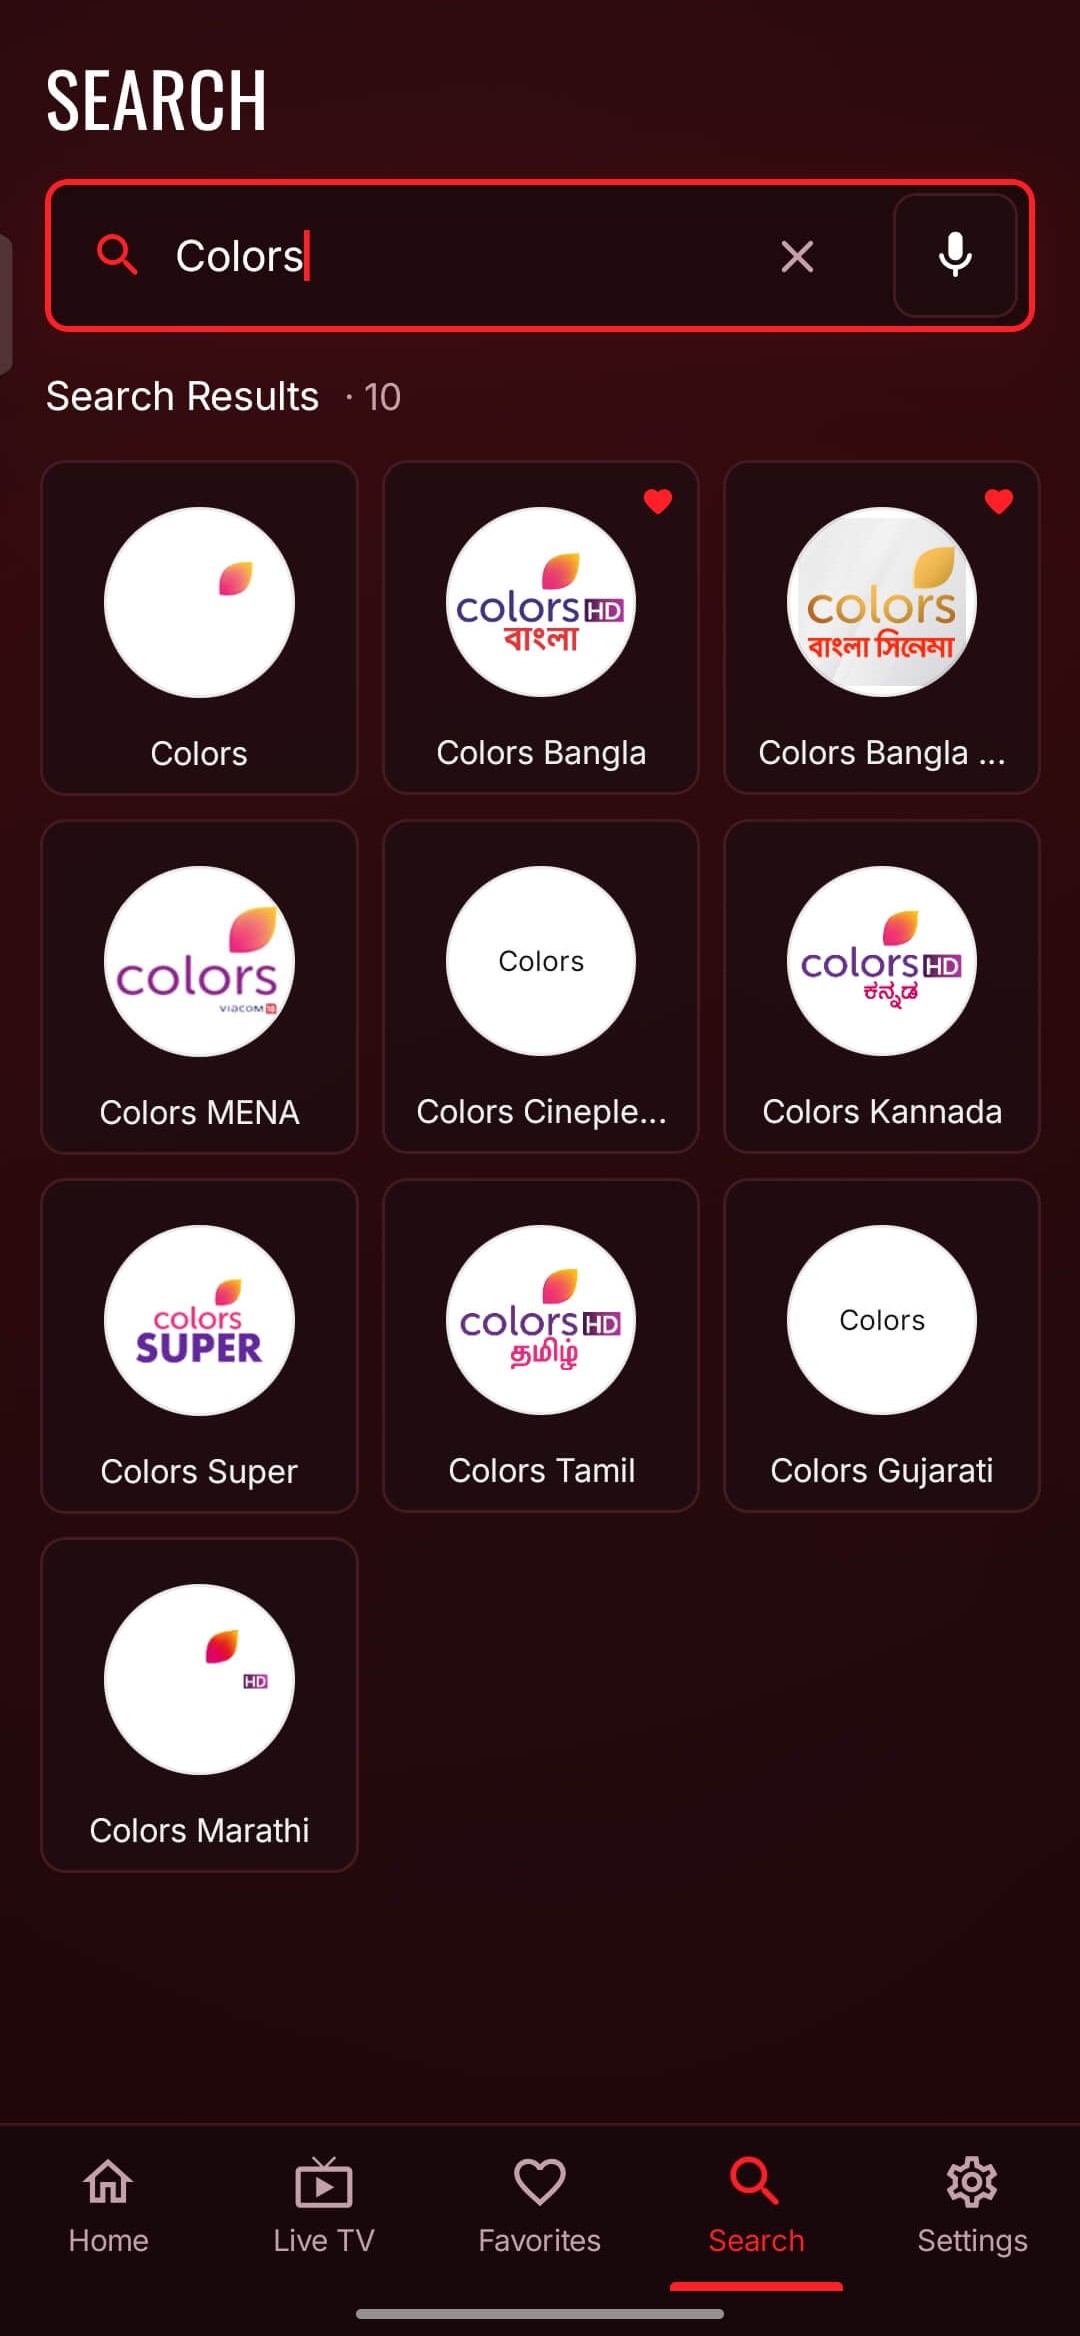 SEARCH
Colors
Search Results · 10
Colors
colors HD
বাংলা
Colors Bangla
colors
বাংলা সিনেমা
Colors Bangla ...
colors
VIACOM18
Colors MENA
Colors
Colors Cineple...
colors HD
ಕನ್ನಡ
Colors Kannada
colors
SUPER
Colors Super
colors HD
தமிழ்
Colors Tamil
Colors
Colors Gujarati
HD
Colors Marathi
Home
Live TV
Favorites
Search
Settings